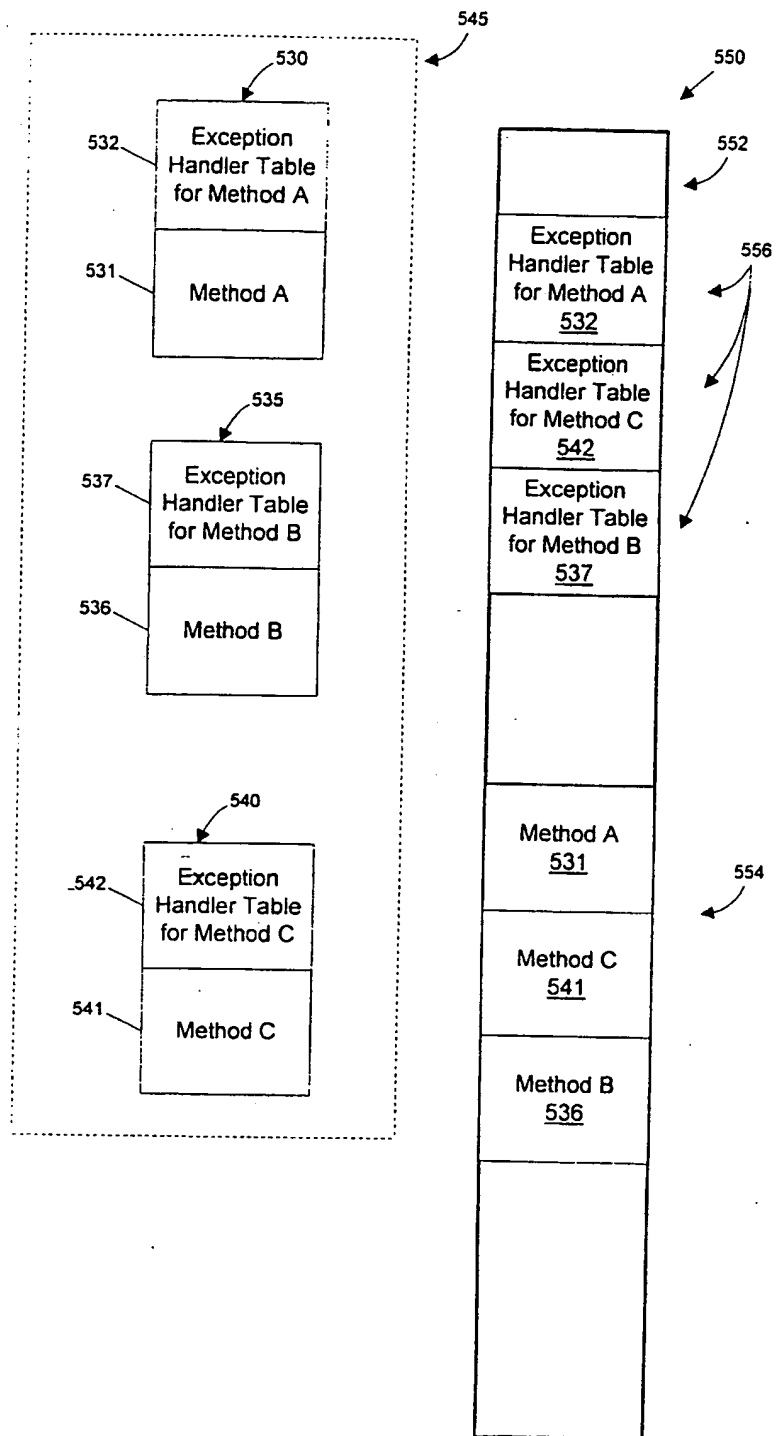 545
530
532
Exception
Handler Table
for Method A
531
Method A
535
537
Exception
Handler Table
for Method B
536
Method B
540
542
Exception
Handler Table
for Method C
541
Method C
550
552
Exception
Handler Table
for Method A
532
556
Exception
Handler Table
for Method C
542
Exception
Handler Table
for Method B
537
Method A
531
554
Method C
541
Method B
536